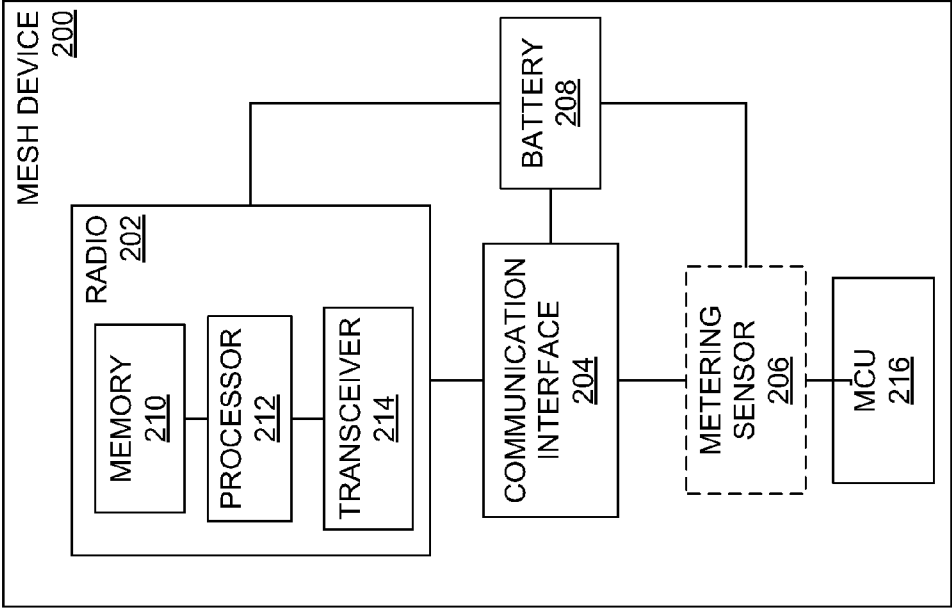 MESH DEVICE
200
RADIO
202
MEMORY
210
PROCESSOR
212
TRANSCEIVER
214
BATTERY
208
COMMUNICATION
INTERFACE
204
METERING
SENSOR
206
MCU
216